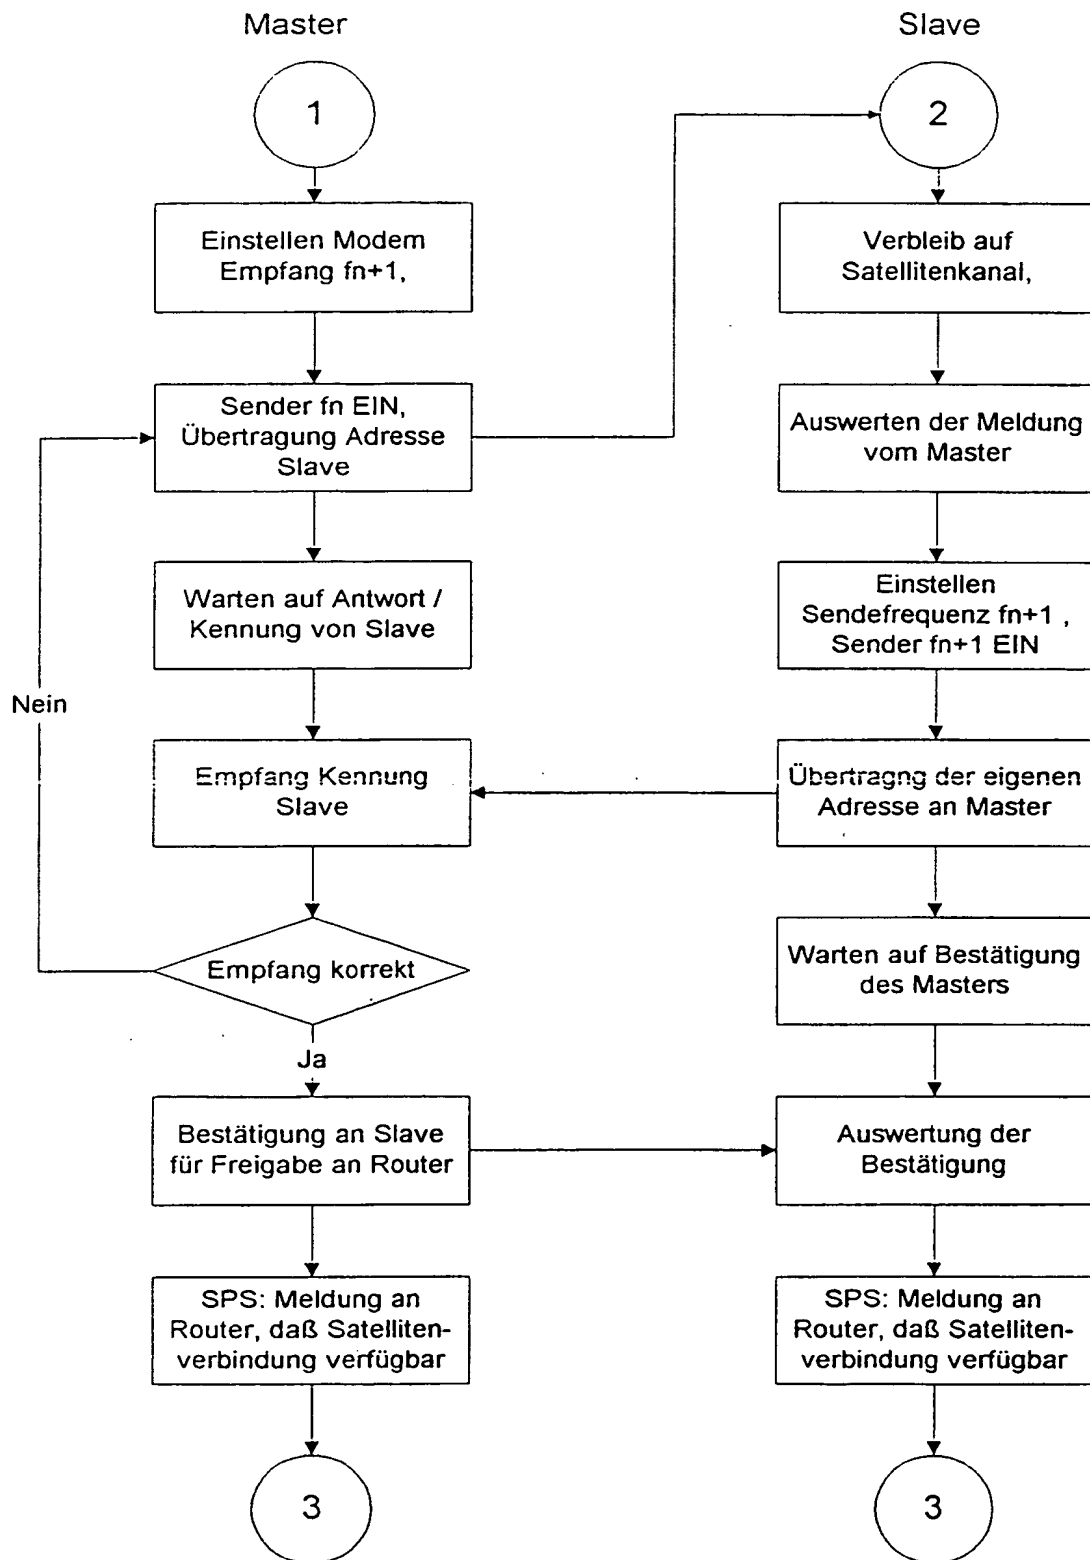 Master
Slave
1
2
Einstellen Modem
Empfang fn+1,
Verbleib auf
Satellitenkanal,
Sender fn EIN,
Übertragung Adresse
Slave
Auswerten der Meldung
vom Master
Warten auf Antwort /
Kennung von Slave
Einstellen
Sendefrequenz fn+1 ,
Sender fn+1 EIN
Nein
Empfang Kennung
Slave
Übertragng der eigenen
Adresse an Master
Empfang korrekt
Warten auf Bestätigung
des Masters
Ja
Bestätigung an Slave
für Freigabe an Router
Auswertung der
Bestätigung
SPS: Meldung an
Router, daß Satelliten-
verbindung verfügbar
SPS: Meldung an
Router, daß Satelliten-
verbindung verfügbar
3
3